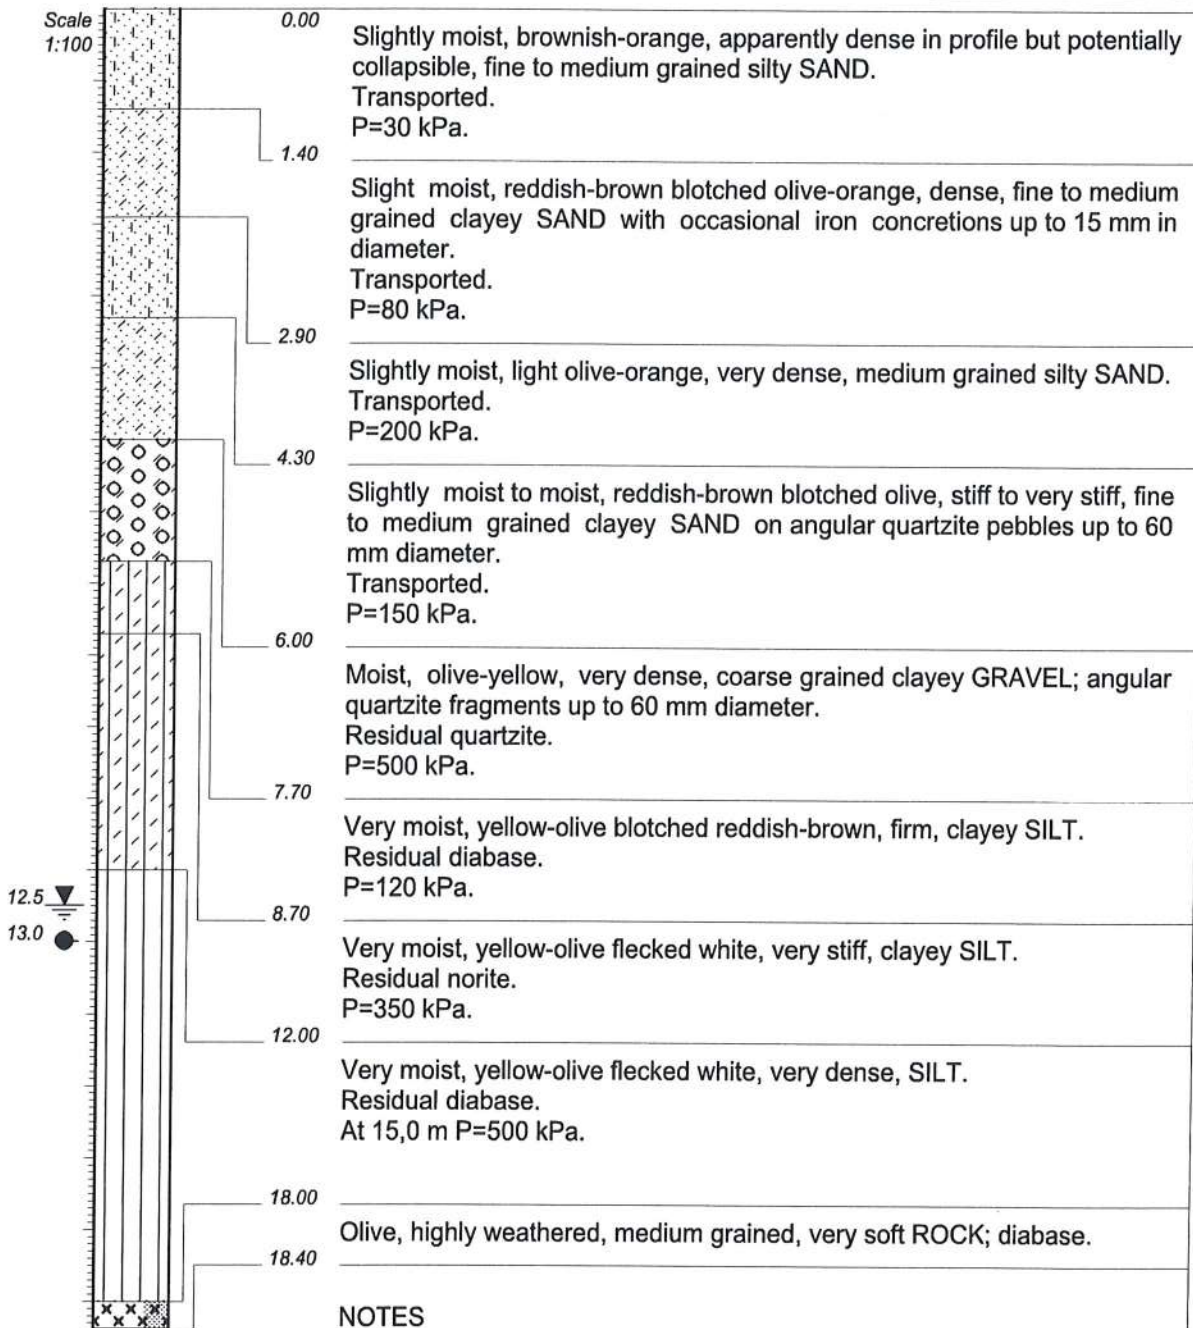 Scale
1:100
0.00
Slightly moist, brownish-orange, apparently dense in profile but potentially
collapsible, fine to medium grained silty SAND.
Transported.
P=30 kPa.
1.40
Slight moist, reddish-brown blotched olive-orange, dense, fine to medium
grained clayey SAND with occasional iron concretions up to 15 mm in
diameter.
Transported.
P=80 kPa.
2.90
Slightly moist, light olive-orange, very dense, medium grained silty SAND.
Transported.
P=200 kPa.
4.30
Slightly moist to moist, reddish-brown blotched olive, stiff to very stiff, fine
to medium grained clayey SAND on angular quartzite pebbles up to 60
mm diameter.
Transported.
P=150 kPa.
6.00
Moist, olive-yellow, very dense, coarse grained clayey GRAVEL; angular
quartzite fragments up to 60 mm diameter.
Residual quartzite.
P=500 kPa.
7.70
Very moist, yellow-olive blotched reddish-brown, firm, clayey SILT.
Residual diabase.
P=120 kPa.
12.5
8.70
13.0
Very moist, yellow-olive flecked white, very stiff, clayey SILT.
Residual norite.
P=350 kPa.
12.00
Very moist, yellow-olive flecked white, very dense, SILT.
Residual diabase.
At 15,0 m P=500 kPa.
18.00
Olive, highly weathered, medium grained, very soft ROCK; diabase.
18.40
NOTES